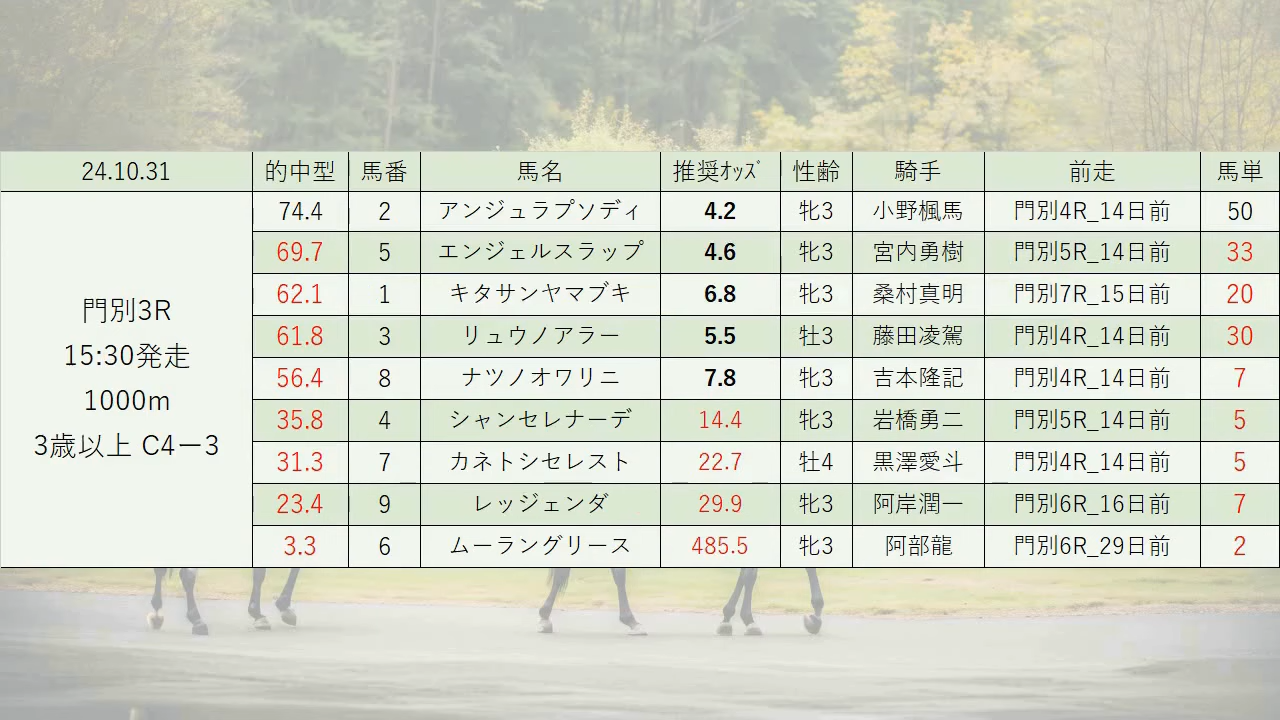 24.10.31 的中型 馬番 馬名 推奨ｵｯｽﾞ 性齢 騎手 前走 馬単
門別3R
15:30発走
1000m
3歳以上 C4ー3
74.4 2 アンジュラプソディ 4.2 牝3 小野楓馬 門別4R_14日前 50
69.7 5 エンジェルスラップ 4.6 牝3 宮内勇樹 門別5R_14日前 33
62.1 1 キタサンヤマブキ 6.8 牝3 桑村真明 門別7R_15日前 20
61.8 3 リュウノアラー 5.5 牡3 藤田凌駕 門別4R_14日前 30
56.4 8 ナツノオワリニ 7.8 牝3 吉本隆記 門別4R_14日前 7
35.8 4 シャンセレナーデ 14.4 牝3 岩橋勇二 門別5R_14日前 5
31.3 7 カネトシセレスト 22.7 牡4 黒澤愛斗 門別4R_14日前 5
23.4 9 レッジェンダ 29.9 牝3 阿岸潤一 門別6R_16日前 7
3.3 6 ムーラングリース 485.5 牝3 阿部龍 門別6R_29日前 2